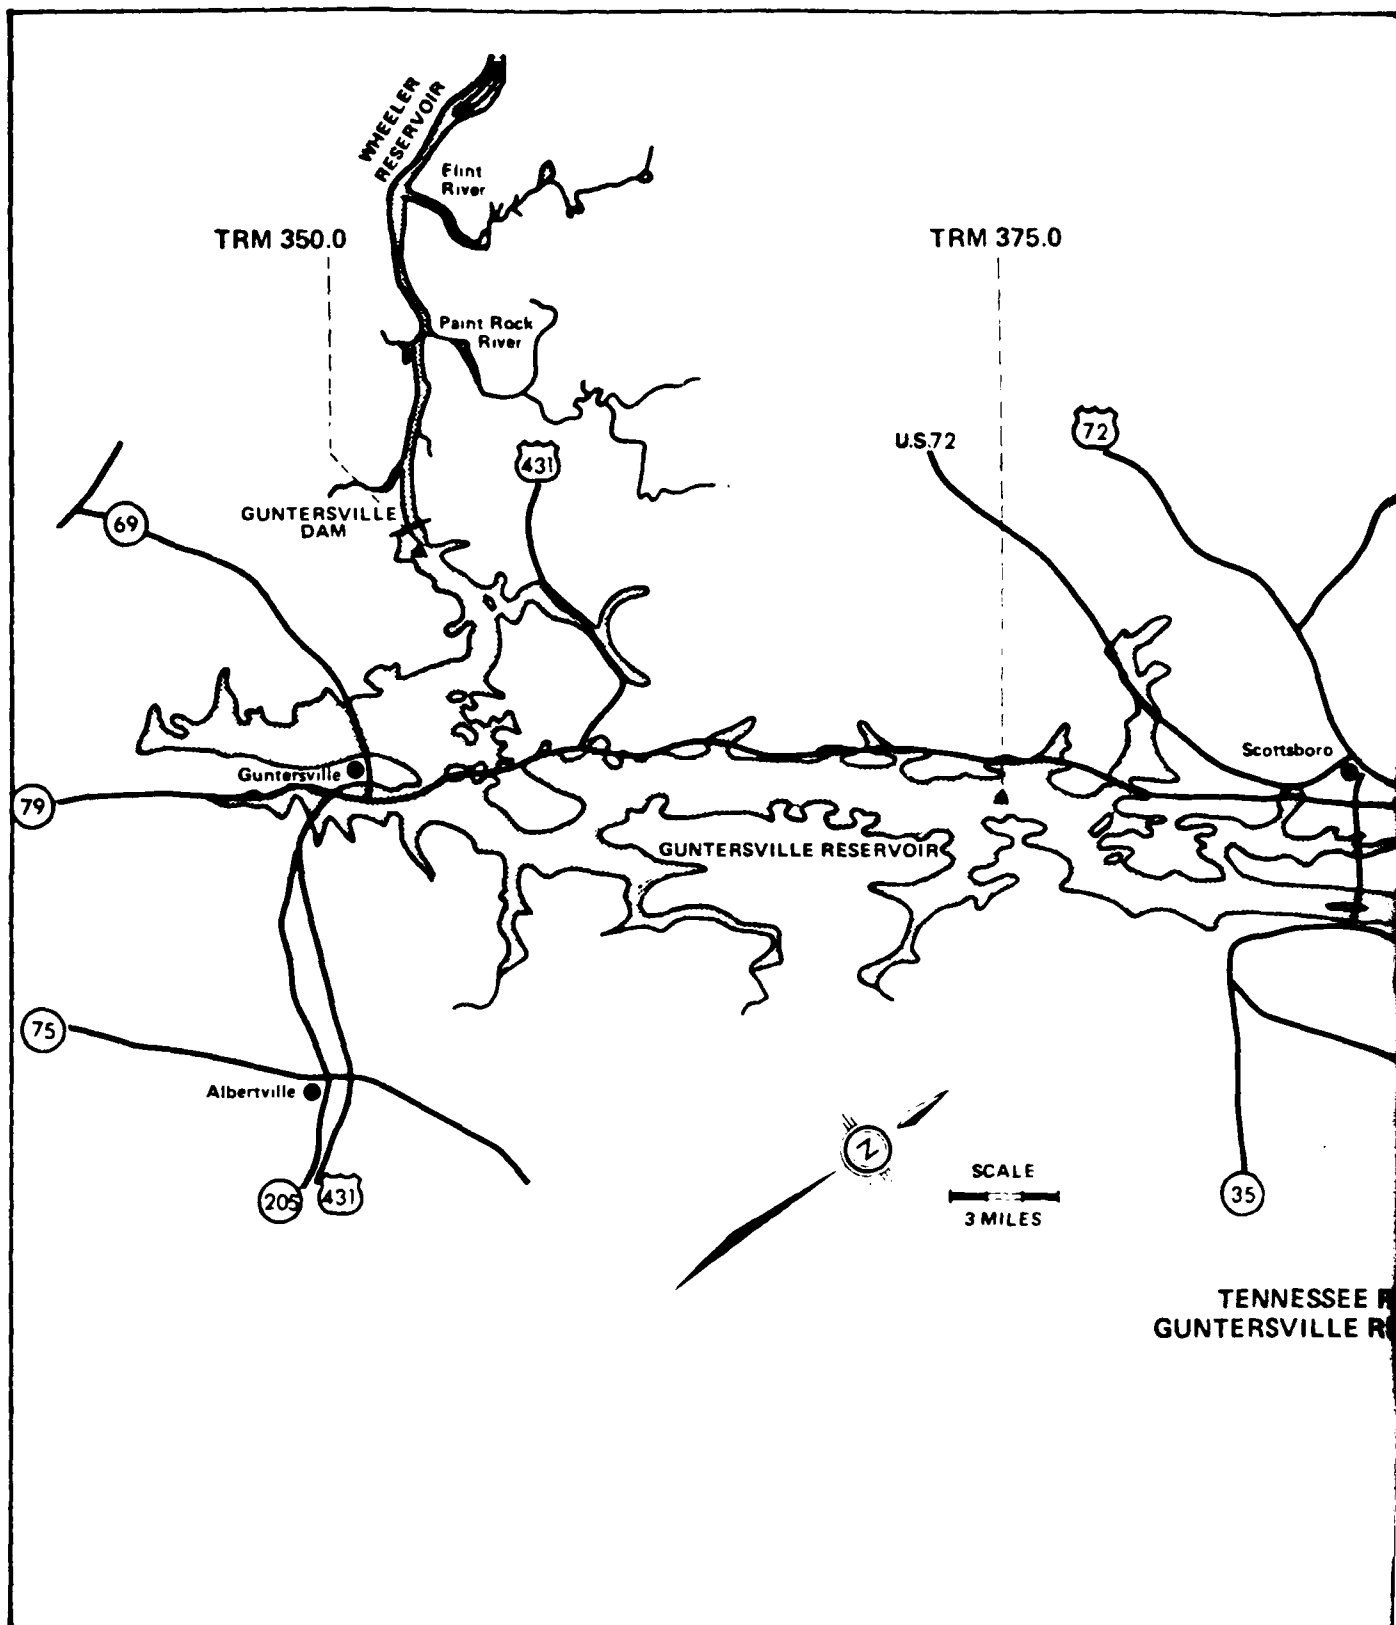 WHEELER
RESERVOIR
Flint
River
TRM 350.0
TRM 375.0
Paint Rock
River
U.S.72
72
431
69
GUNTERSVILLE
DAM
Scottsboro
Guntersville
79
GUNTERSVILLE RESERVOIR
75
Albertville
N
SCALE
3 MILES
205
431
35
TENNESSEE
GUNTERSVILLE